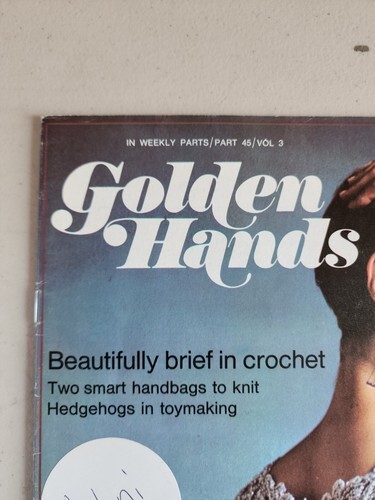 IN WEEKLY PARTS/PART 45/VOL 3
Golden
Hands
Beautifully brief in crochet
Two smart handbags to knit
Hedgehogs in toymaking